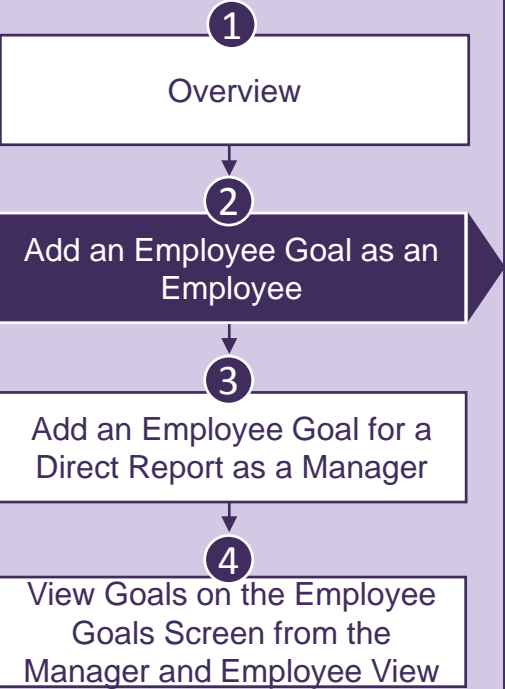 1
Overview
2
Add an Employee Goal as an
Employee
3
Add an Employee Goal for a
Direct Report as a Manager
4
View Goals on the Employee
Goals Screen from the
Manager and Employee View